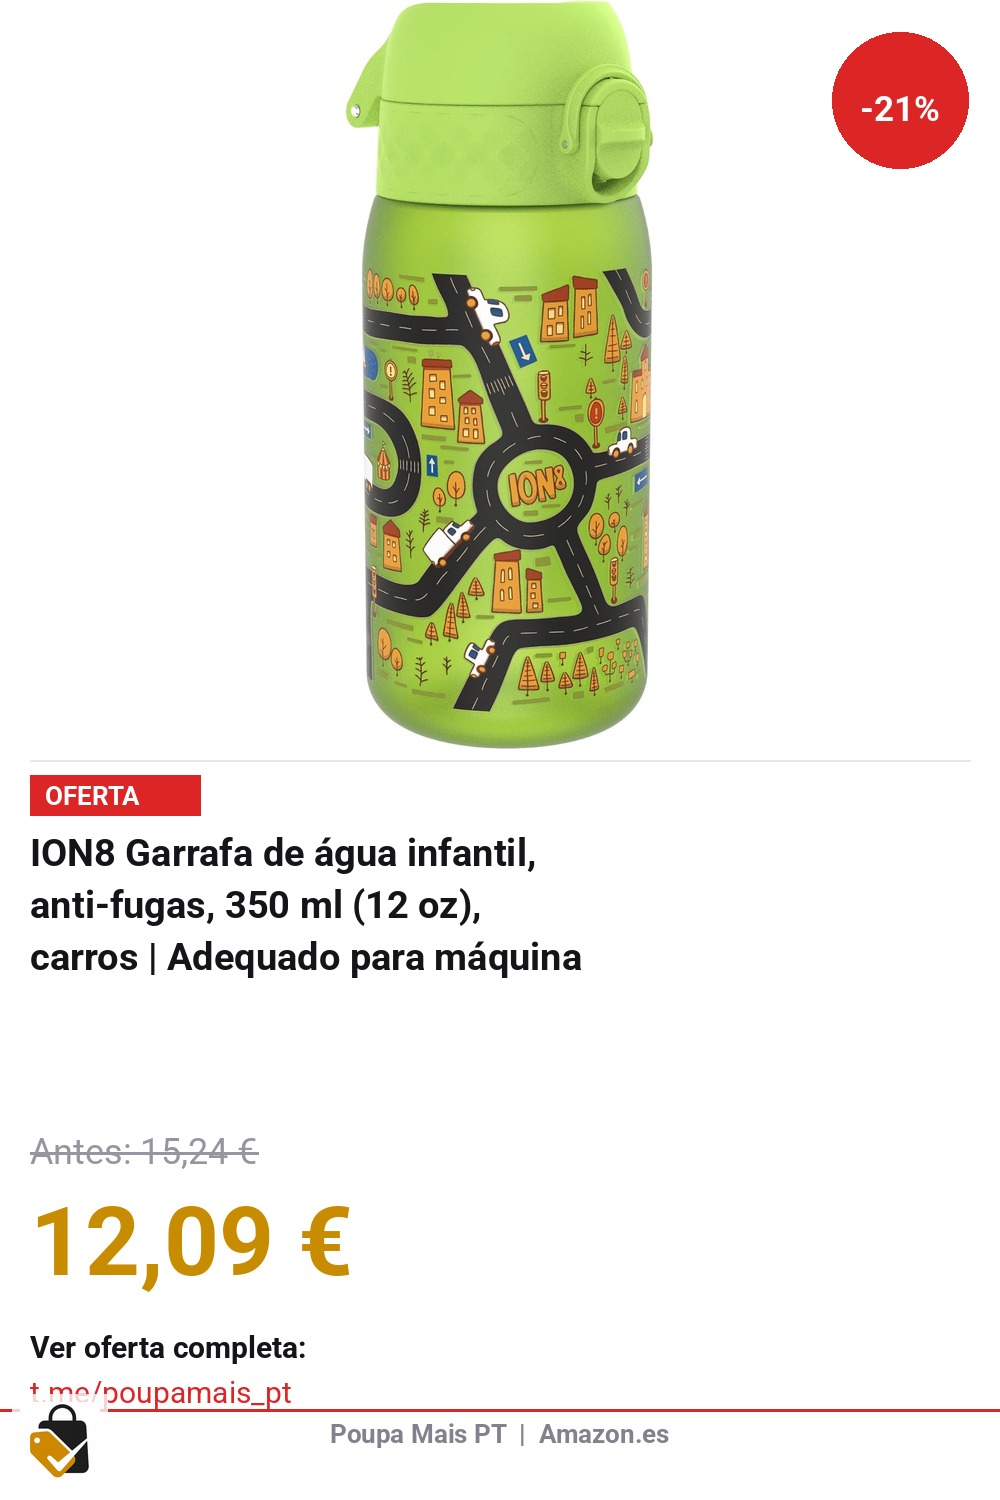 -21%
ION8
OFERTA
ION8 Garrafa de água infantil,
anti-fugas, 350 ml (12 oz),
carros | Adequado para máquina
Antes: 15,24 €
12,09 €
Ver oferta completa:
t.me/poupamais_pt
Poupa Mais PT | Amazon.es